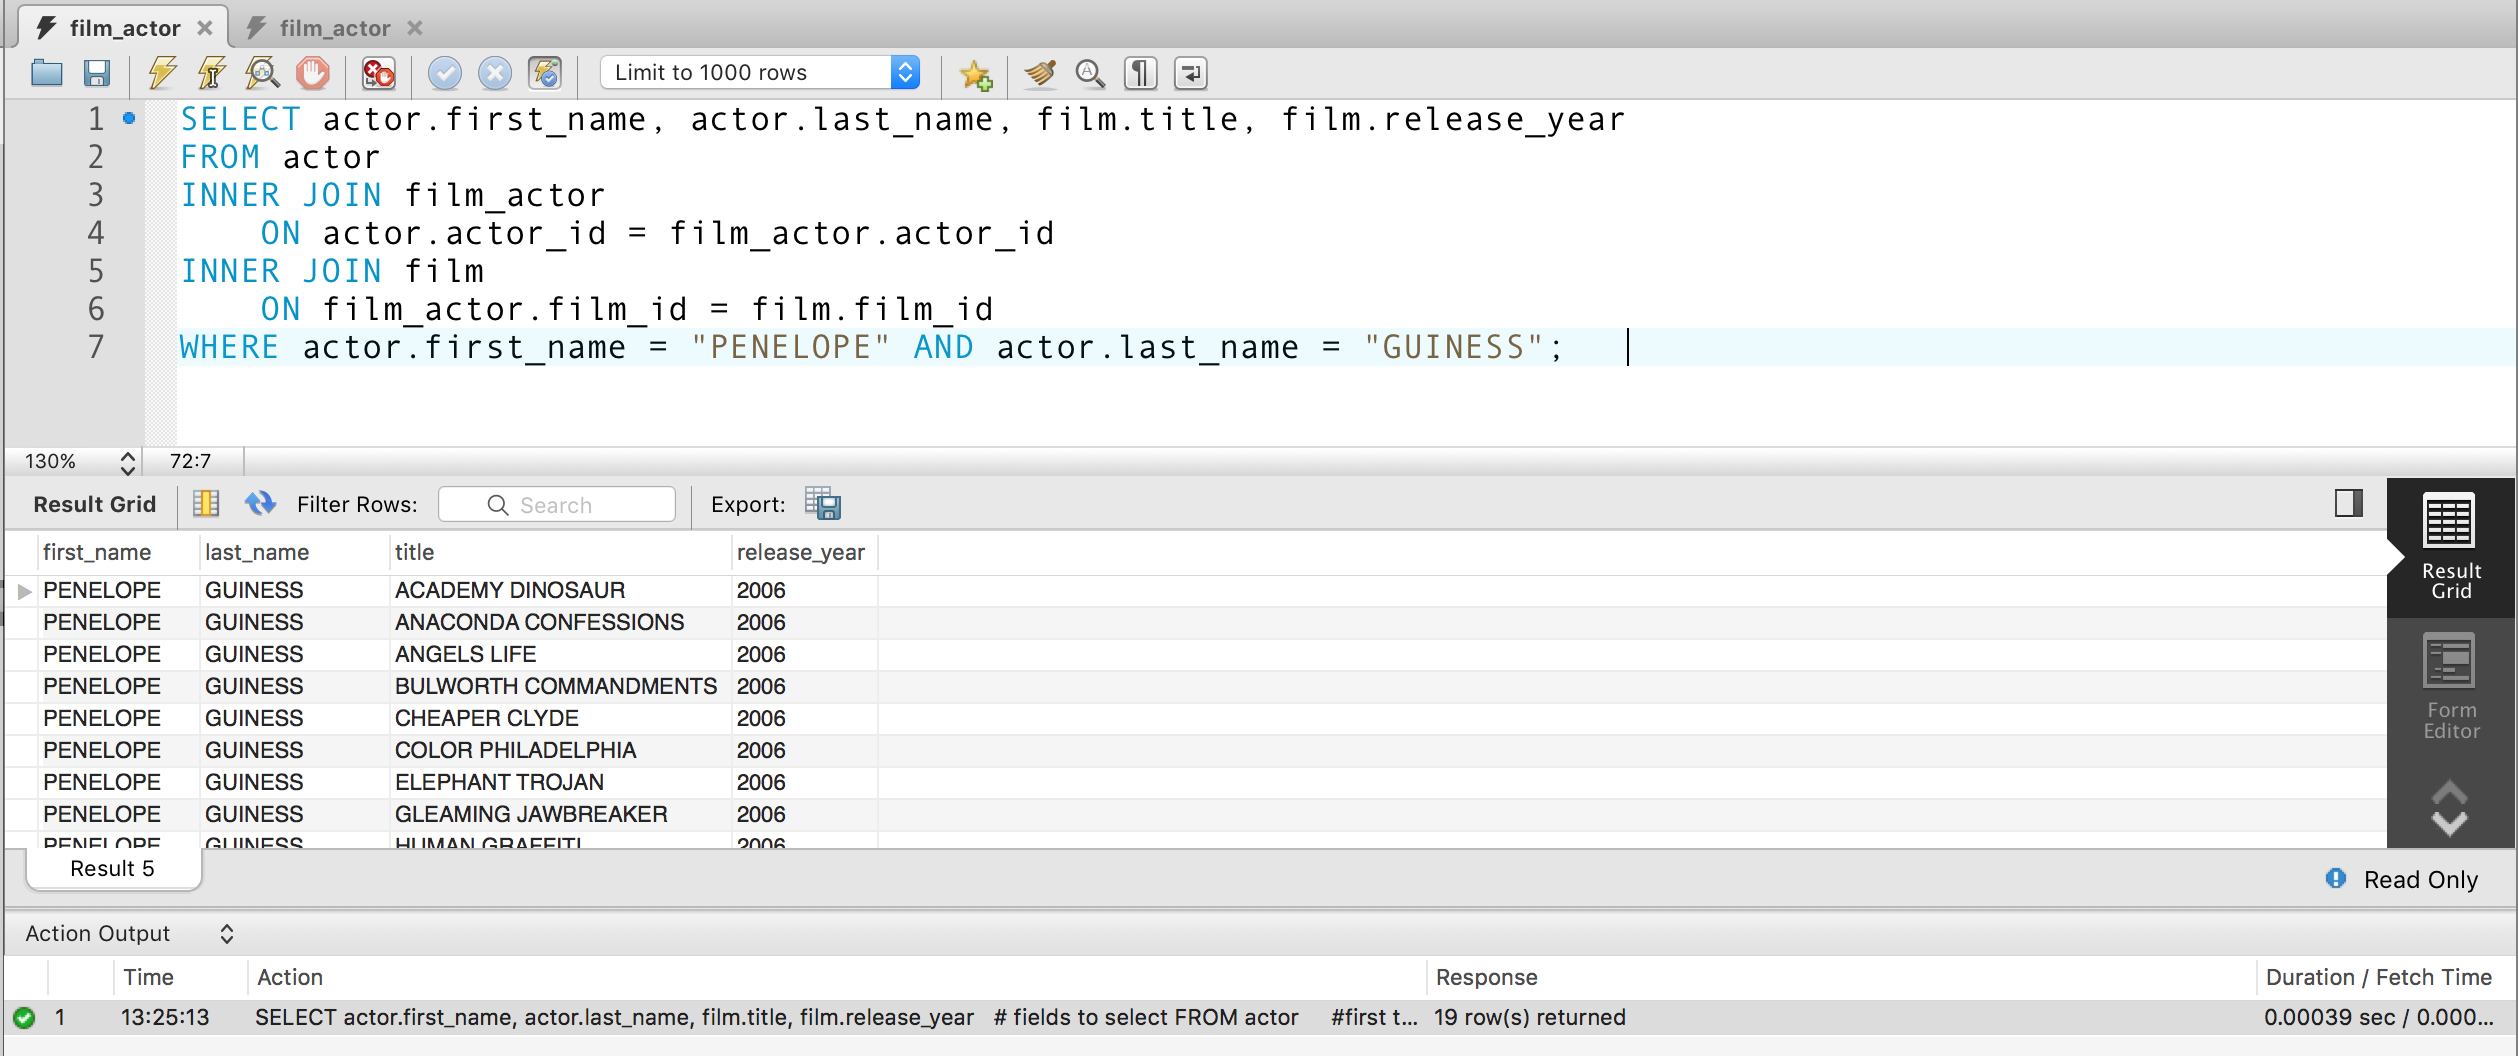 film_actor × film_actor ×
Limit to 1000 rows
1 SELECT actor.first_name, actor.last_name, film.title, film.release_year
2 FROM actor
3 INNER JOIN film_actor
4 ON actor.actor_id = film_actor.actor_id
5 INNER JOIN film
6 ON film_actor.film_id = film.film_id
7 WHERE actor.first_name = "PENELOPE" AND actor.last_name = "GUINESS";
130% 72:7
Result Grid Filter Rows: Search Export:
first_name last_name title release_year
PENELOPE GUINESS ACADEMY DINOSAUR 2006
PENELOPE GUINESS ANACONDA CONFESSIONS 2006
PENELOPE GUINESS ANGELS LIFE 2006
PENELOPE GUINESS BULWORTH COMMANDMENTS 2006
PENELOPE GUINESS CHEAPER CLYDE 2006
PENELOPE GUINESS COLOR PHILADELPHIA 2006
PENELOPE GUINESS ELEPHANT TROJAN 2006
PENELOPE GUINESS GLEAMING JAWBREAKER 2006
PENELOPE GUINESS HUMAN GRAFFITI 2006
Result
Grid
Form
Editor
Result 5
Read Only
Action Output
Time Action Response Duration / Fetch Time
1 13:25:13 SELECT actor.first_name, actor.last_name, film.title, film.release_year # fields to select FROM actor #first t... 19 row(s) returned 0.00039 sec / 0.000...